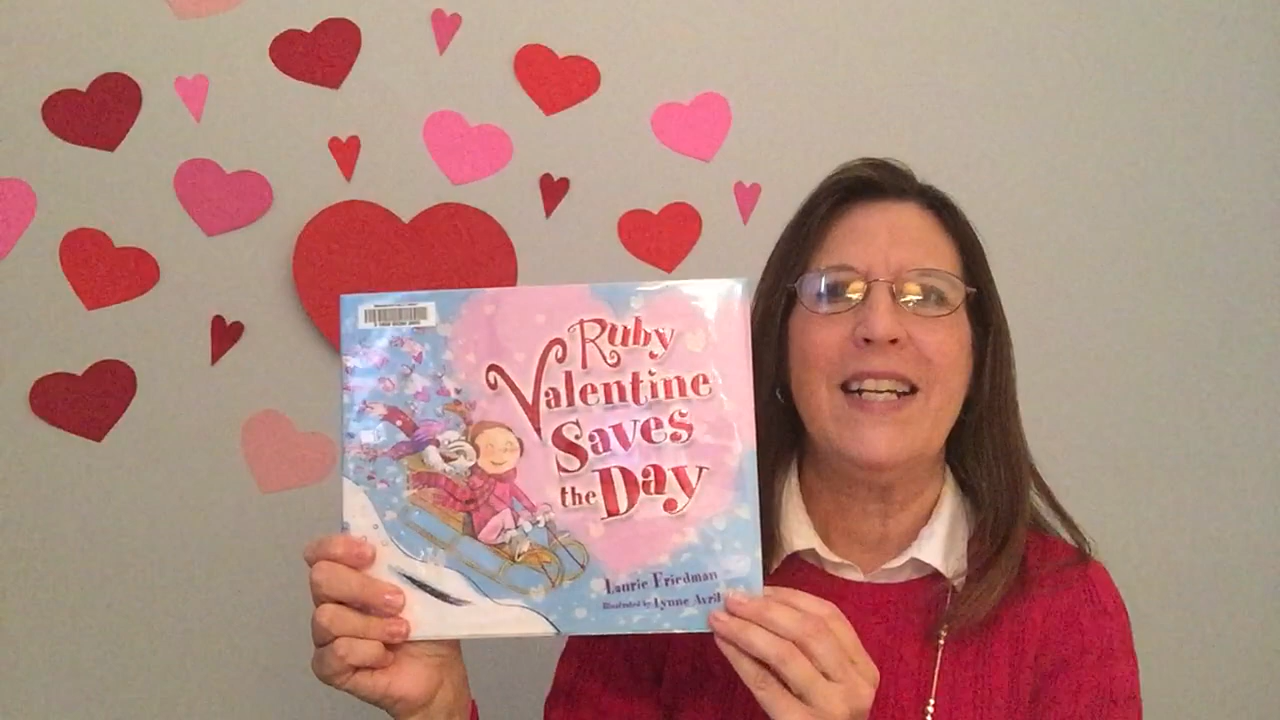 Ruby
Valentine
Saves
the Day
Laurie Friedman
Illustrated by Lynne Avril